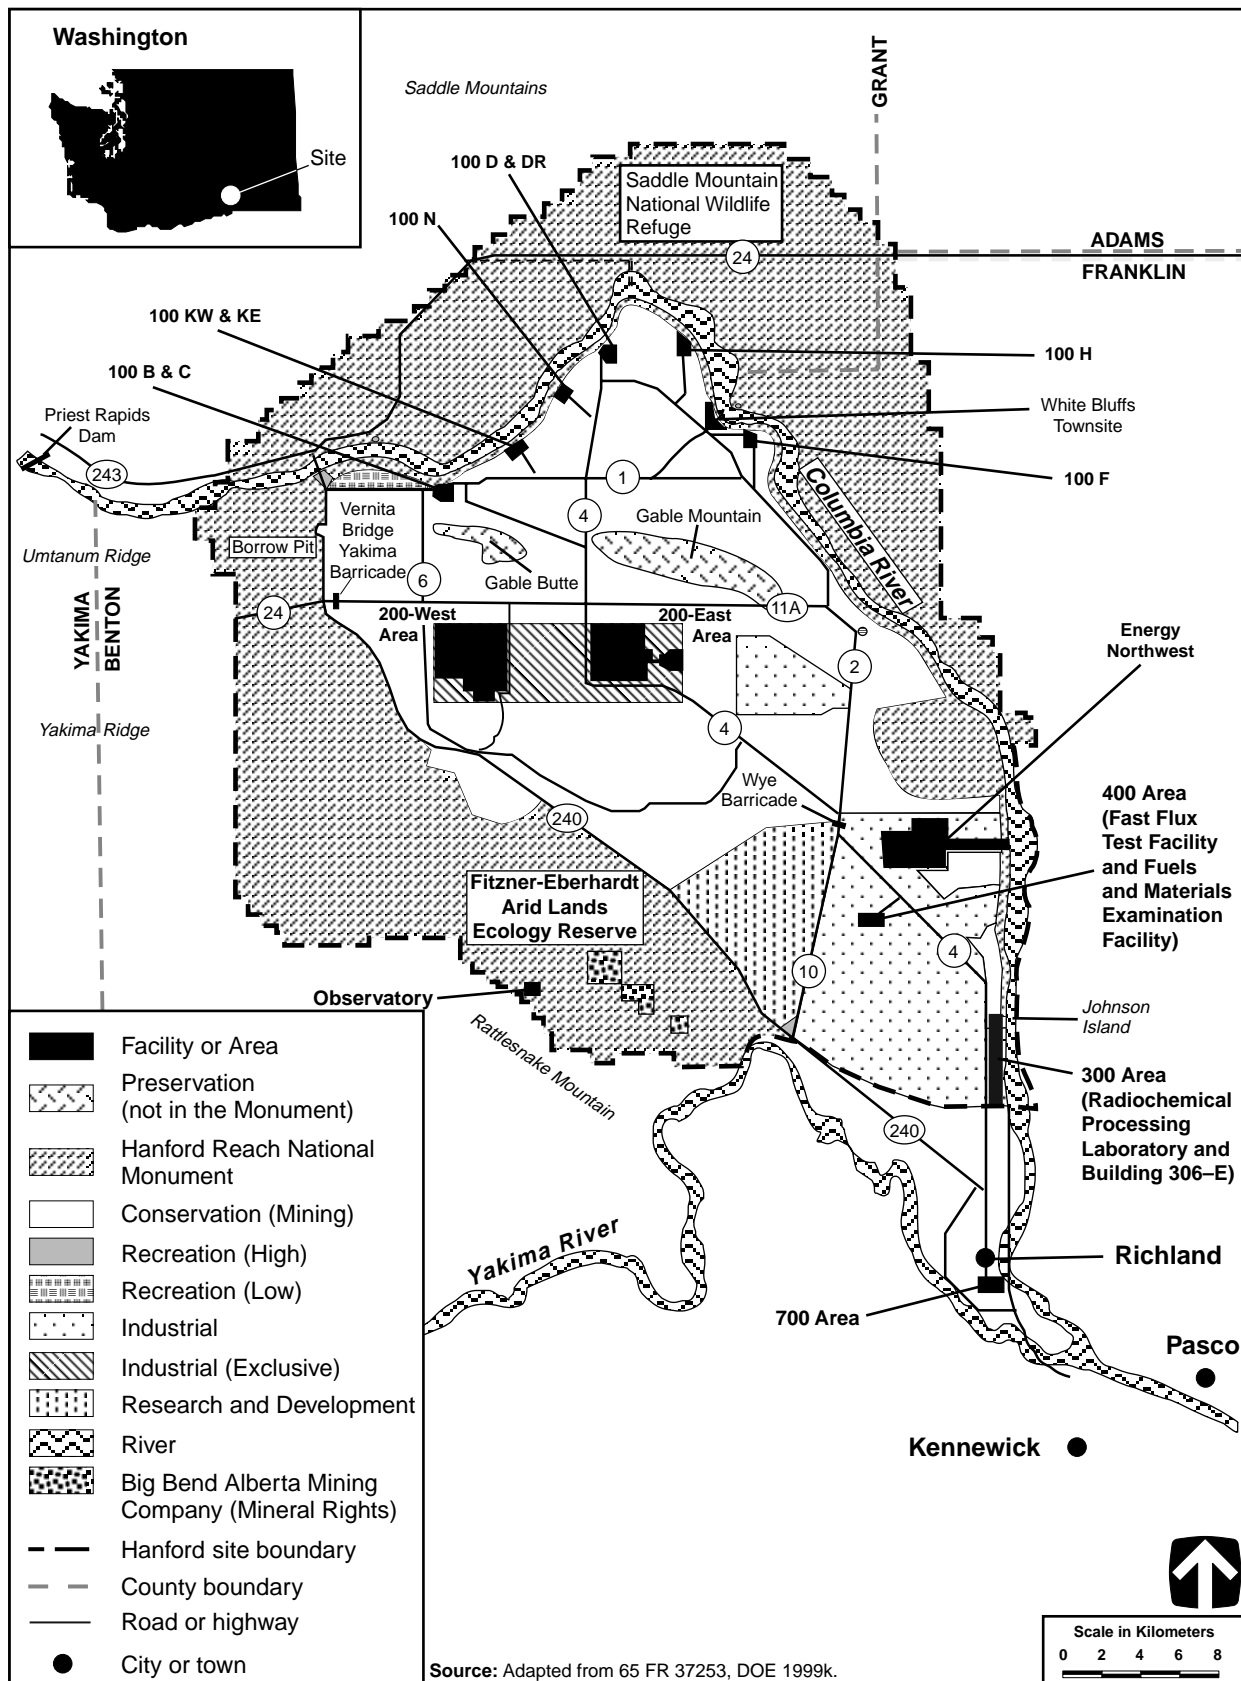 Washington
Site
Saddle Mountains
GRANT
100 D & DR
Saddle Mountain
National Wildlife
Refuge
100 N
24
ADAMS
FRANKLIN
100 KW & KE
100 H
100 B & C
White Bluffs
Townsite
Priest Rapids
Dam
243
100 F
1
Columbia River
4
Vernita
Bridge
Yakima
Barricade
Gable Mountain
Umtanum Ridge
Borrow Pit
Gable Butte
6
24
11A
YAKIMA
BENTON
200-West
Area
200-East
Area
Energy
Northwest
2
Yakima Ridge
4
Wye
Barricade
240
400 Area
(Fast Flux
Test Facility
and Fuels
and Materials
Examination
Facility)
Fitzner-Eberhardt
Arid Lands
Ecology Reserve
4
10
Observatory
Rattlesnake Mountain
Johnson
Island
300 Area
(Radiochemical
Processing
Laboratory and
Building 306–E)
240
Yakima River
Richland
700 Area
Pasco
Kennewick
Facility or Area
Preservation
(not in the Monument)
Hanford Reach National
Monument
Conservation (Mining)
Recreation (High)
Recreation (Low)
Industrial
Industrial (Exclusive)
Research and Development
River
Big Bend Alberta Mining
Company (Mineral Rights)
Hanford site boundary
County boundary
Road or highway
City or town
Source: Adapted from 65 FR 37253, DOE 1999k.
Scale in Kilometers
0 2 4 6 8